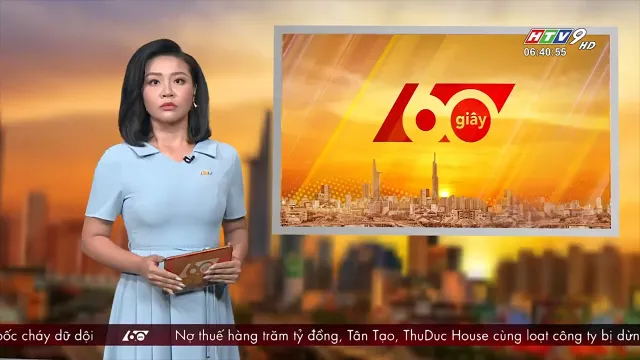 HTV9 HD
06:40:55
60 giây
60
ốc cháy dữ dội 60 Nợ thuế hàng trăm tỷ đồng, Tân Tạo, ThuDuc House cùng loạt công ty bị dừn